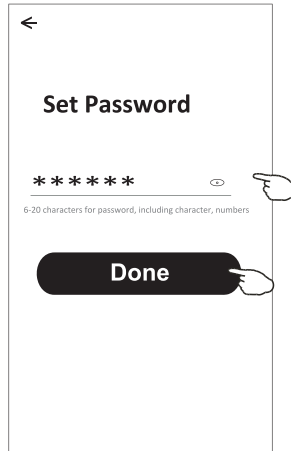 Set Password
******
6-20 characters for password, including character, numbers
Done